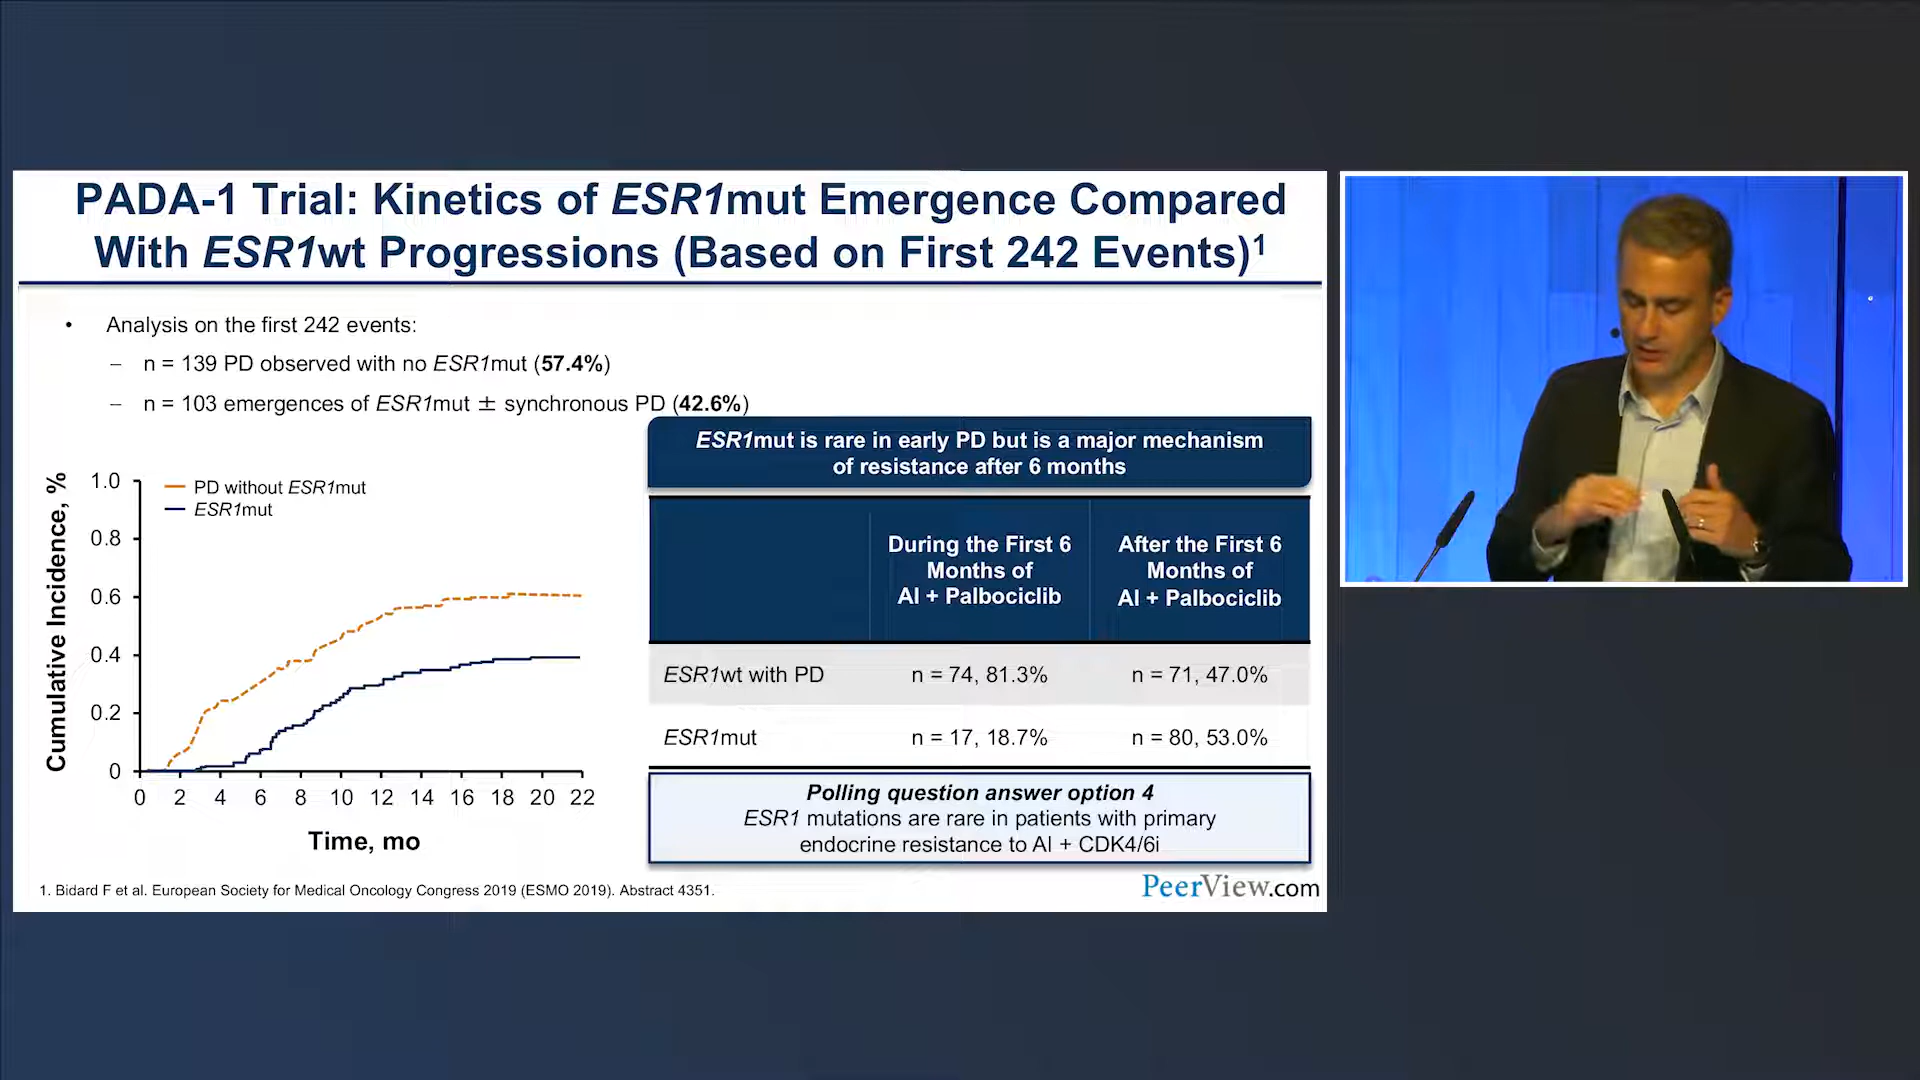 PADA-1 Trial: Kinetics of ESR1mut Emergence Compared
With ESR1wt Progressions (Based on First 242 Events)¹
• Analysis on the first 242 events:
– n = 139 PD observed with no ESR1mut (57.4%)
– n = 103 emergences of ESR1mut ± synchronous PD (42.6%)
Cumulative Incidence, %
1.0
0.8
0.6
0.4
0.2
0
PD without ESR1mut
ESR1mut
0 2 4 6 8 10 12 14 16 18 20 22
Time, mo
ESR1mut is rare in early PD but is a major mechanism
of resistance after 6 months
During the First 6
Months of
AI + Palbociclib
After the First 6
Months of
AI + Palbociclib
ESR1wt with PD n = 74, 81.3% n = 71, 47.0%
ESR1mut n = 17, 18.7% n = 80, 53.0%
Polling question answer option 4
ESR1 mutations are rare in patients with primary
endocrine resistance to AI + CDK4/6i
1. Bidard F et al. European Society for Medical Oncology Congress 2019 (ESMO 2019). Abstract 4351.
PeerView.com